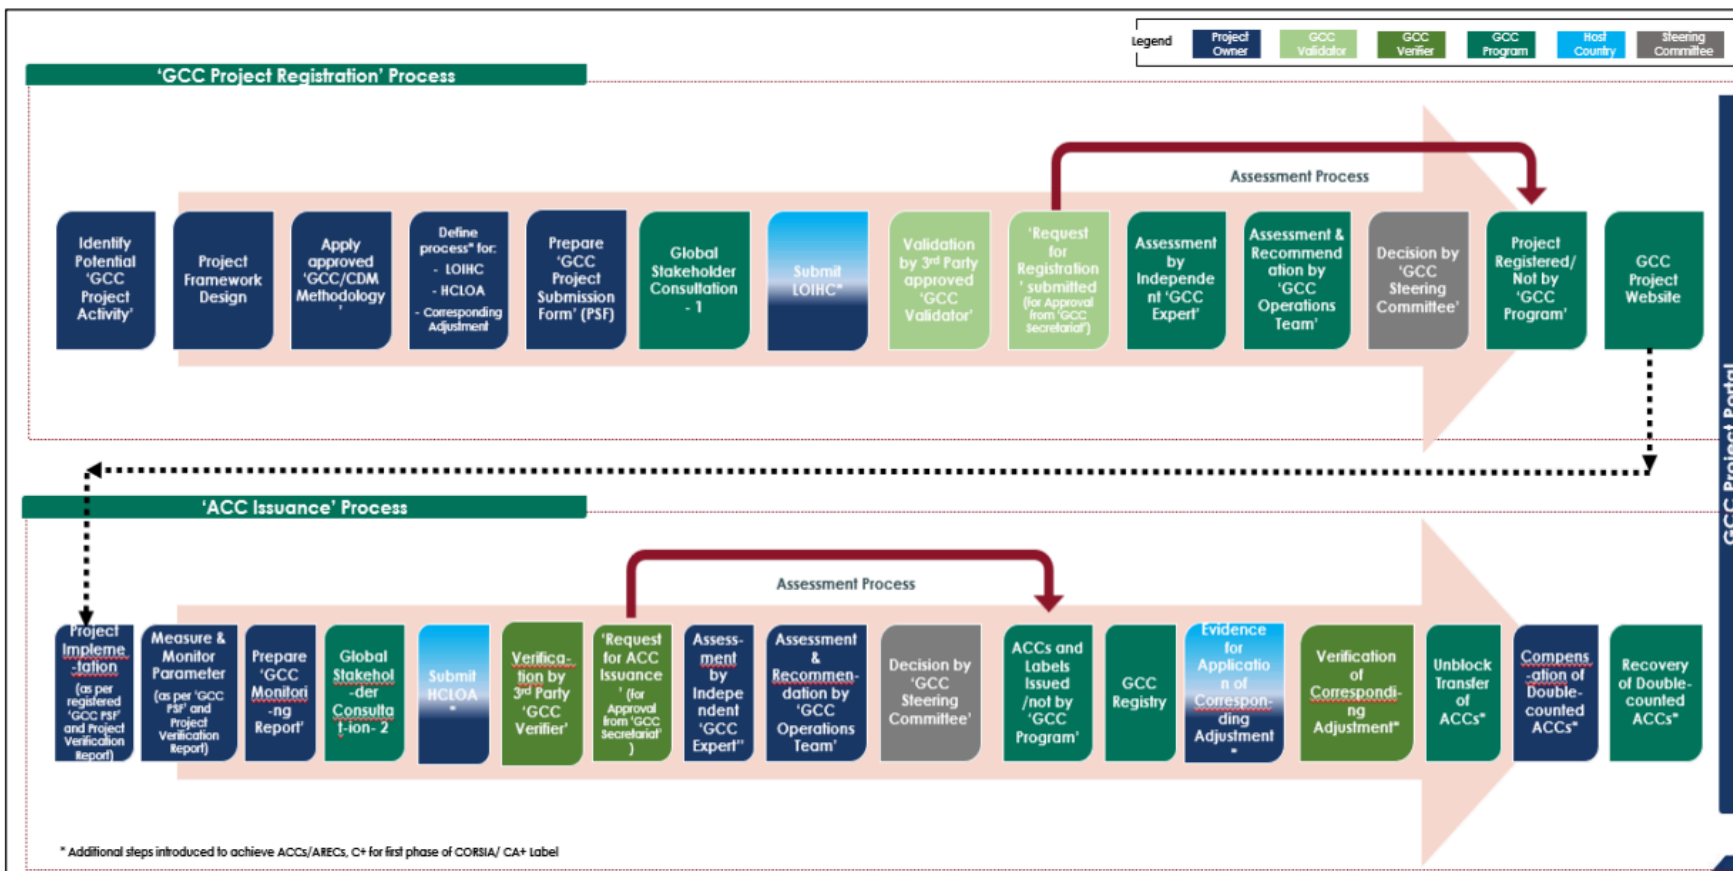 Legend
Project
Owner
GCC
Validator
GCC
Verifier
GCC
Program
Host
Country
Steering
Committee
‘GCC Project Registration’ Process
Assessment Process
Identify
Potential
‘GCC
Project
Activity’
Project
Framework
Design
Apply
approved
‘GCC/CDM
Methodology
’
Define
process* for:
- LOIHC
- HCLOA
- Corresponding
Adjustment
Prepare
‘GCC
Project
Submission
Form’ (PSF)
Global
Stakeholder
Consultation
- 1
Submit
LOIHC*
Validation
by 3rd Party
approved
‘GCC
Validator’
‘Request
for
Registration
’ submitted
(for Approval
from ‘GCC
Secretariat’)
Assessment
by
Independe
nt ‘GCC
Expert’
Assessment &
Recommend
ation by ‘GCC
Operations
Team’
Decision by
‘GCC
Steering
Committee’
Project
Registered/
Not by
‘GCC
Program’
GCC
Project
Website
GCC Project Portal
‘ACC Issuance’ Process
Assessment Process
Project
Impleme
-tation
(as per
registered
‘GCC PSF’
and Project
Verification
Report)
Measure &
Monitor
Parameter
(as per ‘GCC
PSF’ and
Project
Verification
Report)
Prepare
‘GCC
Monitori
-ng
Report’
Global
Stakehol
-der
Consulta
t-ion- 2
Submit
HCLOA
*
Verifica-
tion by
3rd Party
‘GCC
Verifier’
‘Request
for ACC
Issuance
’ (for
Approval
from ‘GCC
Secretariat’
)
Assess-
ment
by
Indepe
ndent
‘GCC
Expert’’
Assessment
&
Recommen-
dation by
‘GCC
Operations
Team’
Decision by
‘GCC
Steering
Committee’
ACCs and
Labels
Issued
/not by
‘GCC
Program’
GCC
Registry
Evidence
for
Applicatio
n of
Correspon-
ding
Adjustment
*
Verification
of
Correspondi-
ng
Adjustment*
Unblock
Transfer
of
ACCs*
Compens
-ation of
Double-
counted
ACCs*
Recovery
of Double-
counted
ACCs*
* Additional steps introduced to achieve ACCs/ARECs, C+ for first phase of CORSIA/ CA+ Label